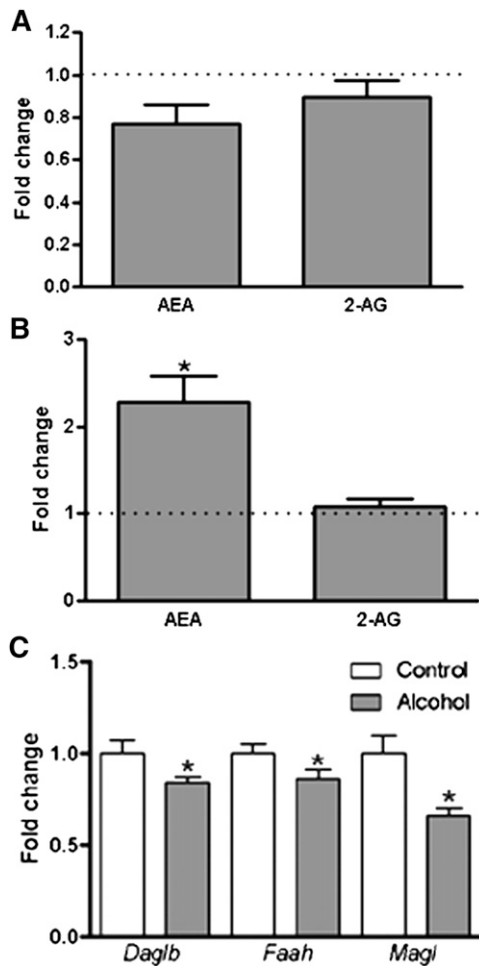 A
Fold change
1.2
1.0
0.8
0.6
0.4
0.2
0.0
AEA 2-AG
B
Fold change
3
2
1
0
*
AEA 2-AG
C
Fold change
1.5
1.0
0.5
0.0
Control
Alcohol
* * *
Daglb Faah Magl